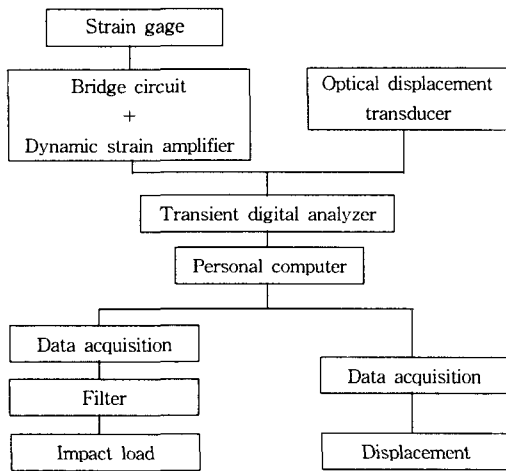 Strain gage
Bridge circuit
+
Dynamic strain amplifier
Optical displacement
transducer
Transient digital analyzer
Personal computer
Data acquisition
Filter
Impact load
Data acquisition
Displacement